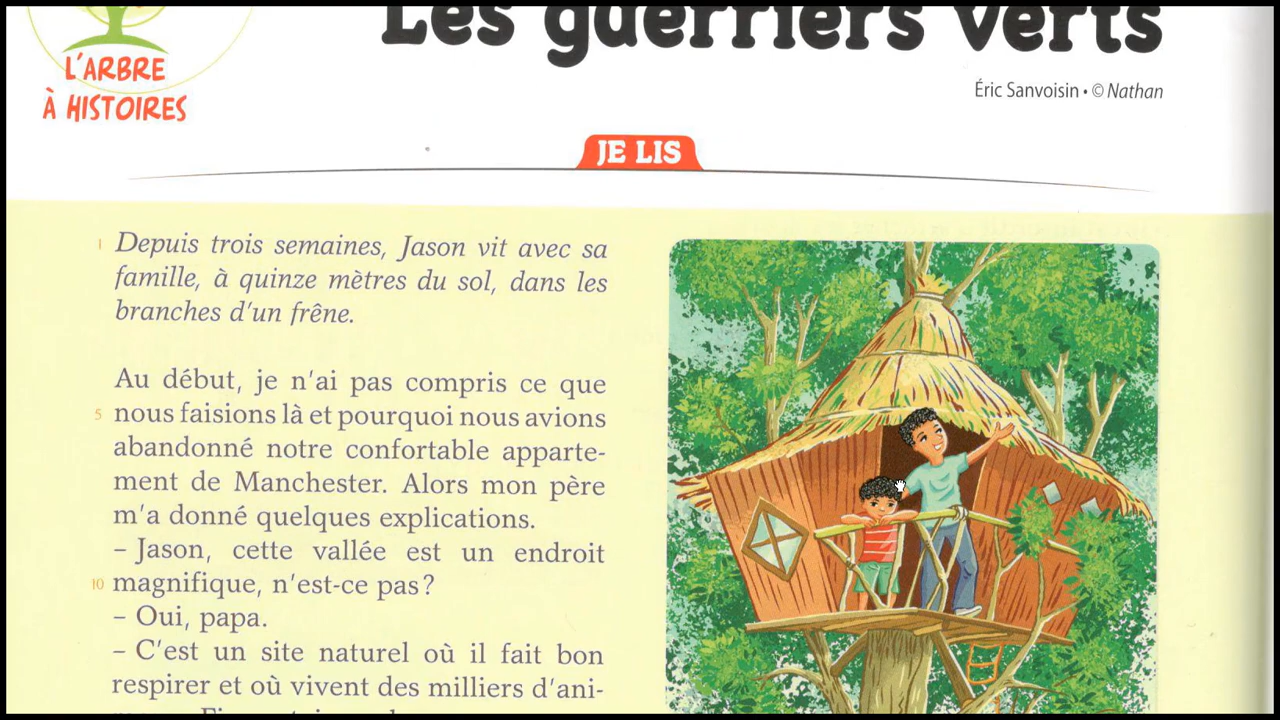 Les guerriers verts
L'ARBRE
À HISTOIRES
Éric Sanvoisin • © Nathan
JE LIS
1 Depuis trois semaines, Jason vit avec sa
famille, à quinze mètres du sol, dans les
branches d'un frêne.
Au début, je n'ai pas compris ce que
5 nous faisions là et pourquoi nous avions
abandonné notre confortable apparte-
ment de Manchester. Alors mon père
m'a donné quelques explications.
– Jason, cette vallée est un endroit
10 magnifique, n'est-ce pas ?
– Oui, papa.
– C'est un site naturel où il fait bon
respirer et où vivent des milliers d'ani-